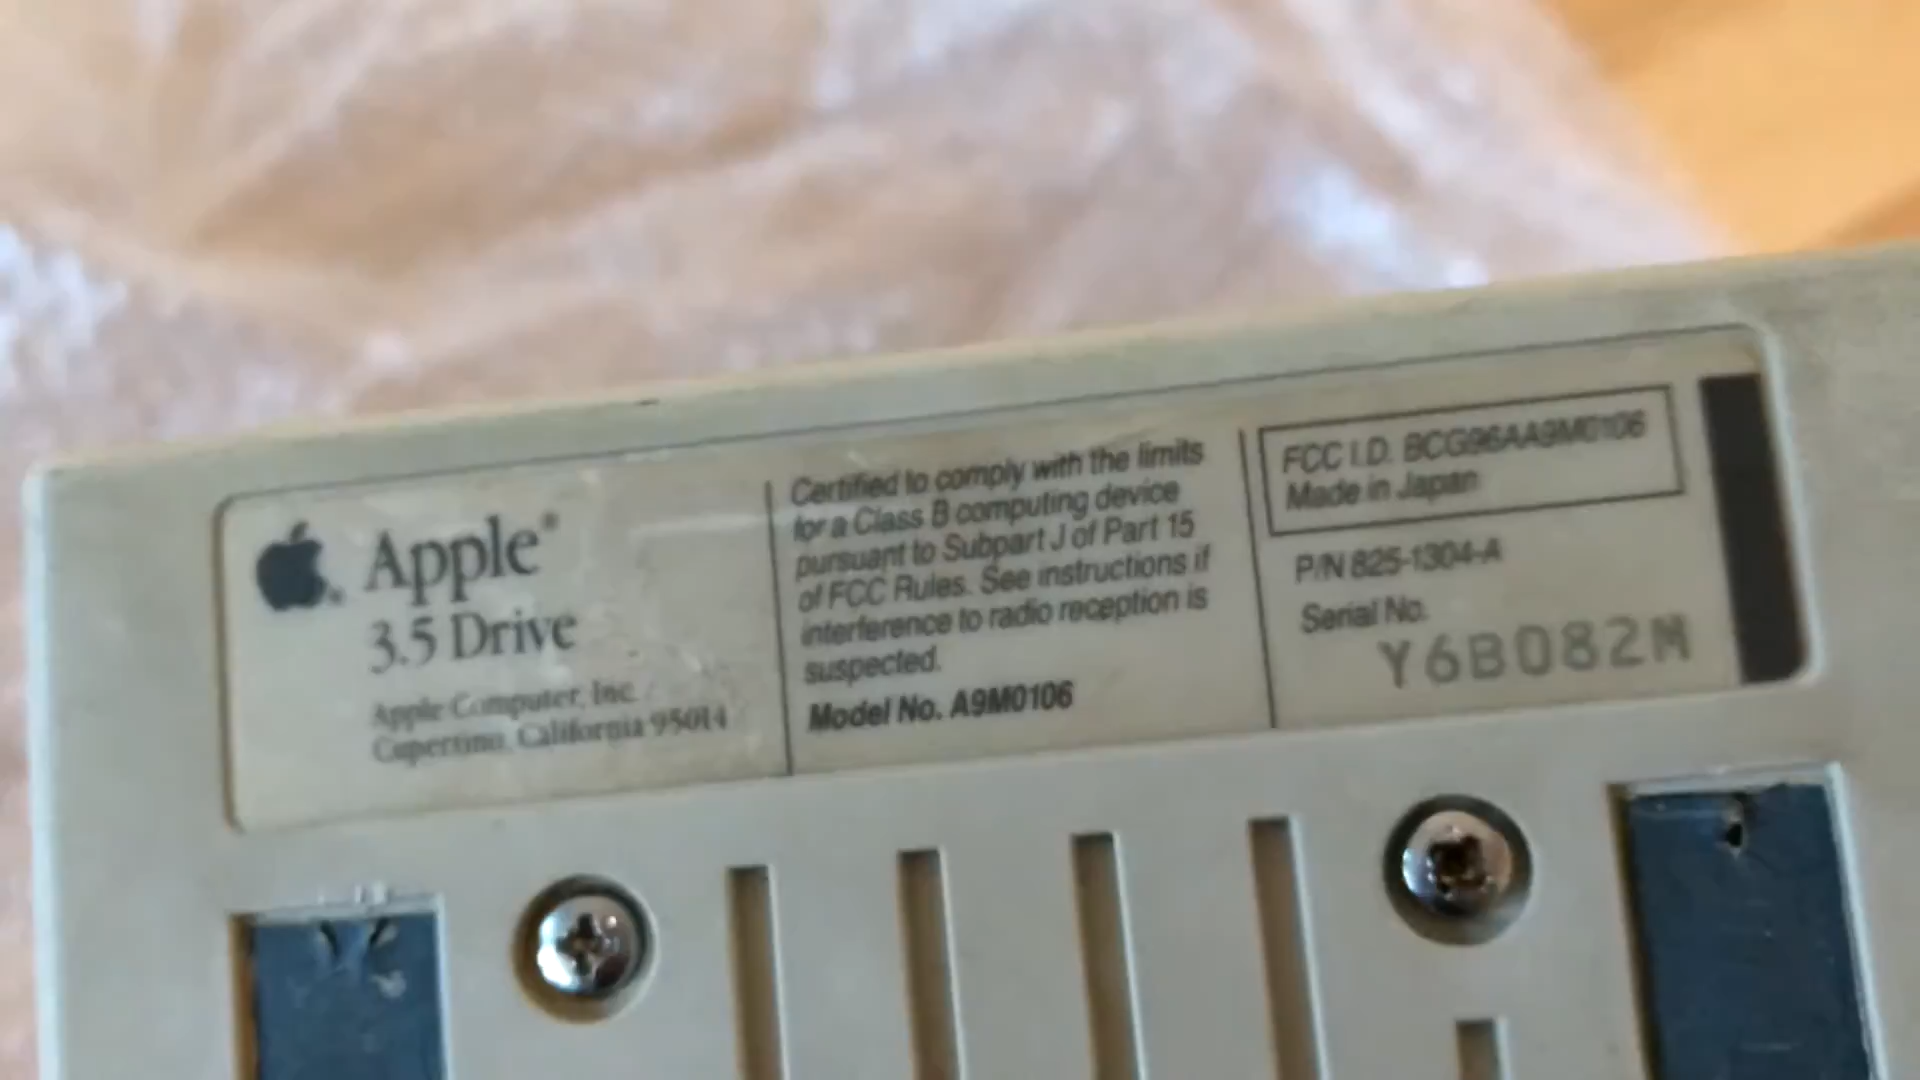 Apple®
3.5 Drive
Apple Computer, Inc.
Cupertino, California 95014
Certified to comply with the limits
for a Class B computing device
pursuant to Subpart J of Part 15
of FCC Rules. See instructions if
interference to radio reception is
suspected.
Model No. A9M0106
FCC I.D. BCG96AA9M0106
Made in Japan
P/N 825-1304-A
Serial No.
Y6B082M